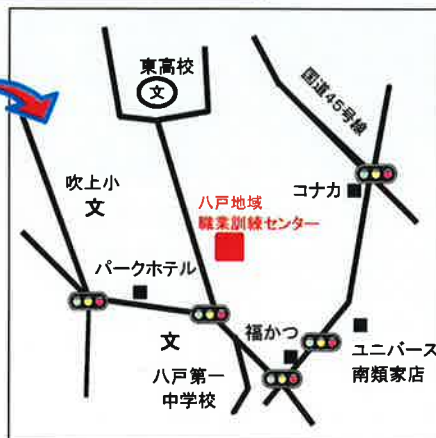 東高校
文
国道45号線
吹上小
文
コナカ
八戸地域
職業訓練センター
パークホテル
福かつ
文
八戸第一
中学校
ユニバース
南類家店